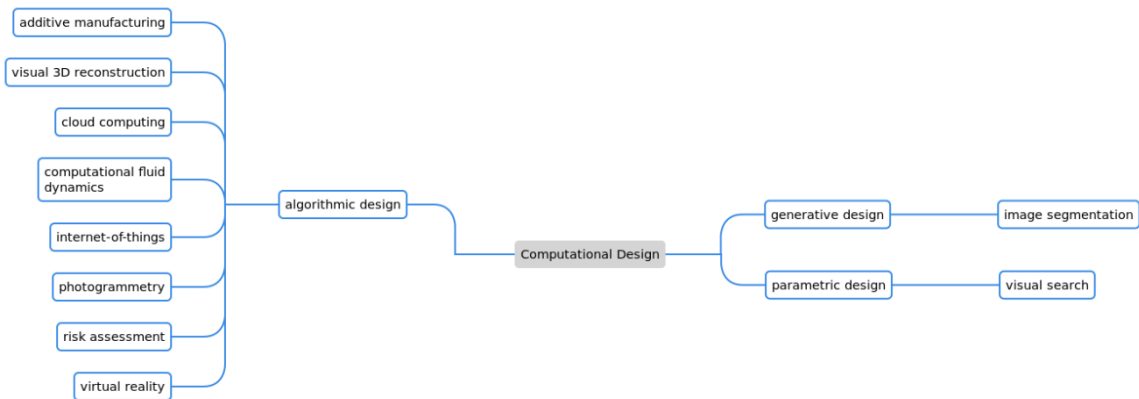 additive manufacturing
visual 3D reconstruction
cloud computing
computational fluid
dynamics
internet-of-things
photogrammetry
risk assessment
virtual reality
algorithmic design
Computational Design
generative design
image segmentation
parametric design
visual search